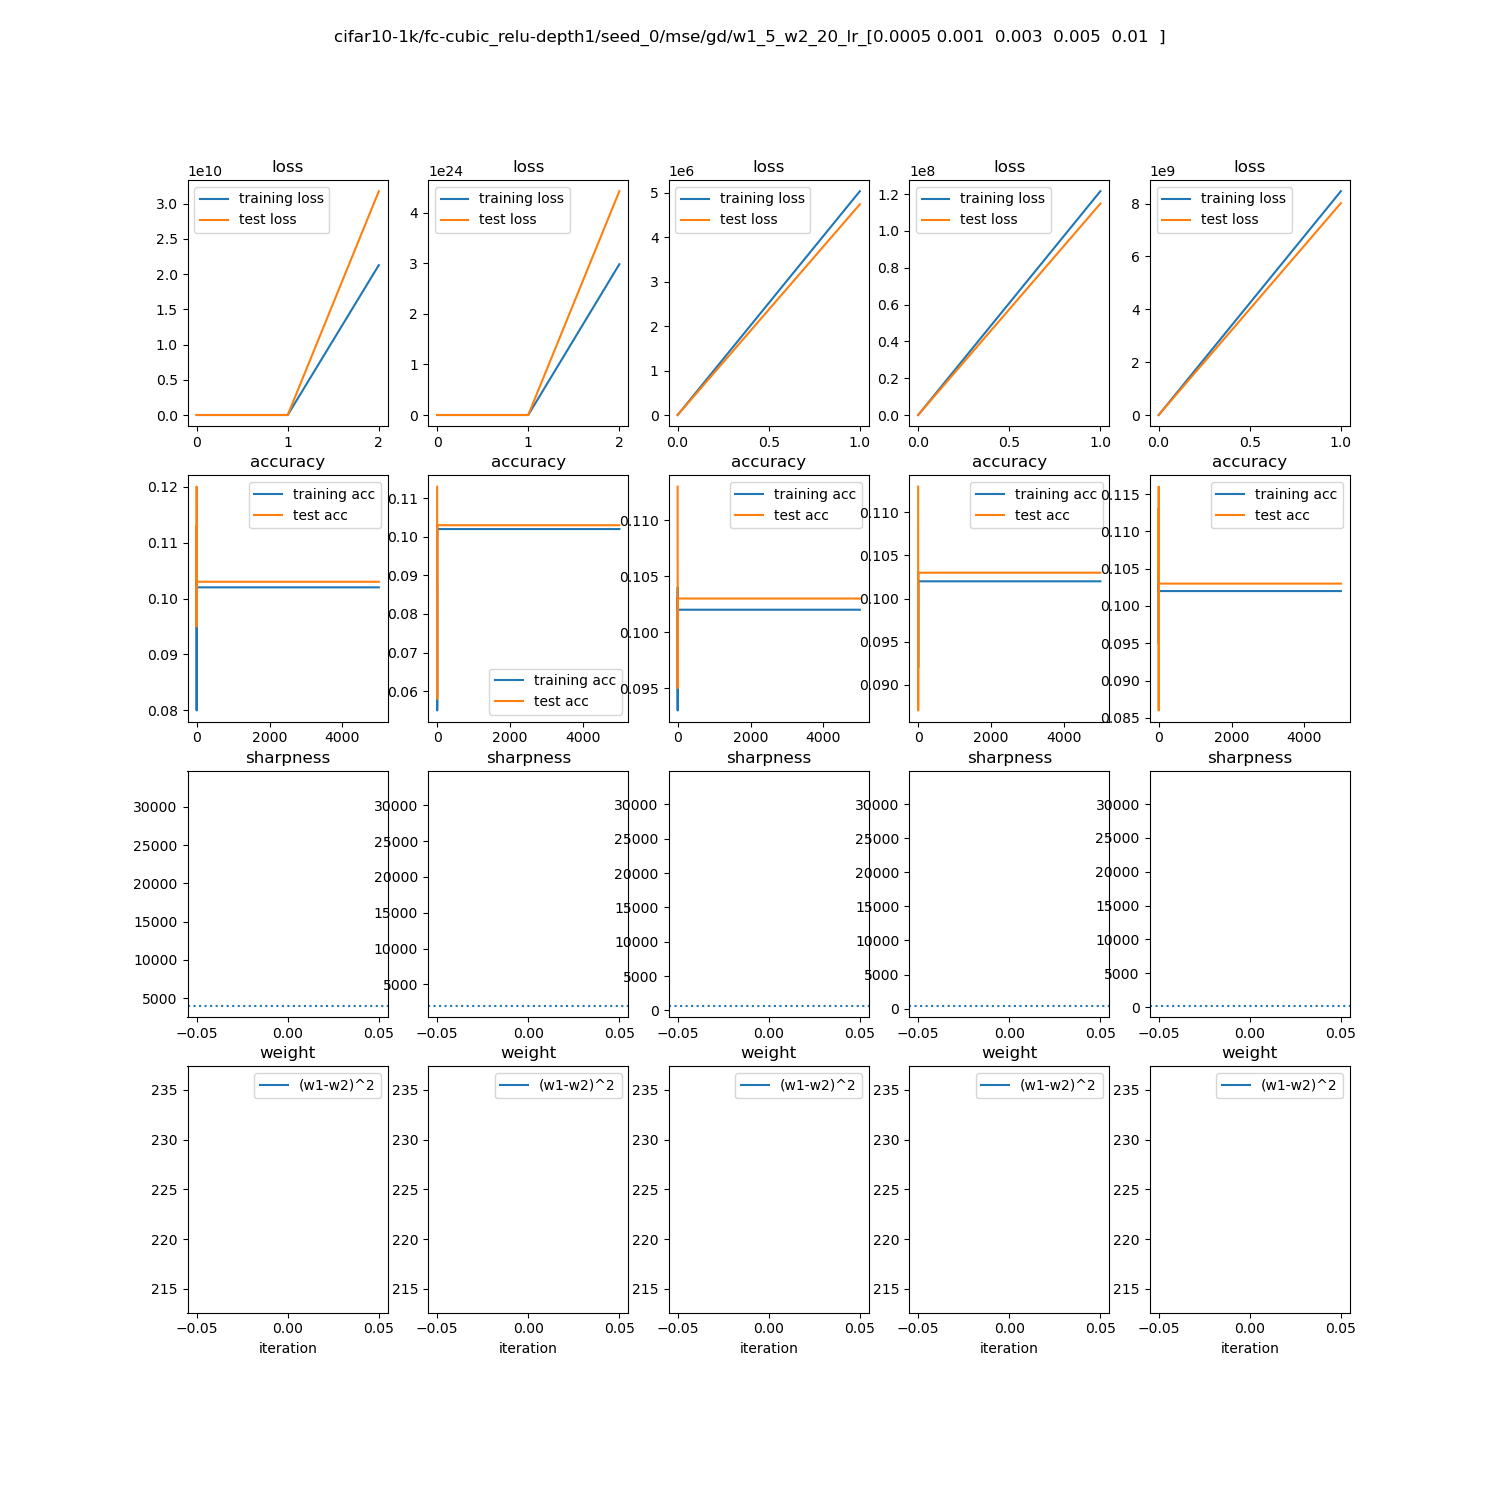 cifar10-1k/fc-cubic_relu-depth1/seed_0/mse/gd/w1_5_w2_20_lr_[0.0005 0.001  0.003  0.005  0.01  ]
loss loss loss loss loss
1e10 1e24 1e6 1e8 1e9
training loss training loss training loss training loss training loss
test loss test loss test loss test loss test loss
3.0 2.5 2.0 1.5 1.0 0.5 0.0
4 3 2 1 0
5 4 3 2 1 0
1.2 1.0 0.8 0.6 0.4 0.2 0.0
8 6 4 2 0
0 1 2 0 1 2 0.0 0.5 1.0 0.0 0.5 1.0 0.0 0.5 1.0
accuracy accuracy accuracy accuracy accuracy
training acc training acc training acc training acc training acc
test acc test acc test acc test acc test acc
0.12 0.11 0.10 0.09 0.08
0.11 0.10 0.09 0.08 0.07 0.06
0.110 0.105 0.100 0.095
0.110 0.105 0.100 0.095 0.090
0.115 0.110 0.105 0.100 0.095 0.090 0.085
0 2000 4000 0 2000 4000 0 2000 4000 0 2000 4000 0 2000 4000
sharpness sharpness sharpness sharpness sharpness
30000 25000 20000 15000 10000 5000
30000 25000 20000 15000 10000 5000
30000 25000 20000 15000 10000 5000 0
30000 25000 20000 15000 10000 5000 0
30000 25000 20000 15000 10000 5000 0
−0.05 0.00 0.05 −0.05 0.00 0.05 −0.05 0.00 0.05 −0.05 0.00 0.05 −0.05 0.00 0.05
weight weight weight weight weight
(w1-w2)^2 (w1-w2)^2 (w1-w2)^2 (w1-w2)^2 (w1-w2)^2
235 230 225 220 215
235 230 225 220 215
235 230 225 220 215
235 230 225 220 215
235 230 225 220 215
−0.05 0.00 0.05 −0.05 0.00 0.05 −0.05 0.00 0.05 −0.05 0.00 0.05 −0.05 0.00 0.05
iteration iteration iteration iteration iteration